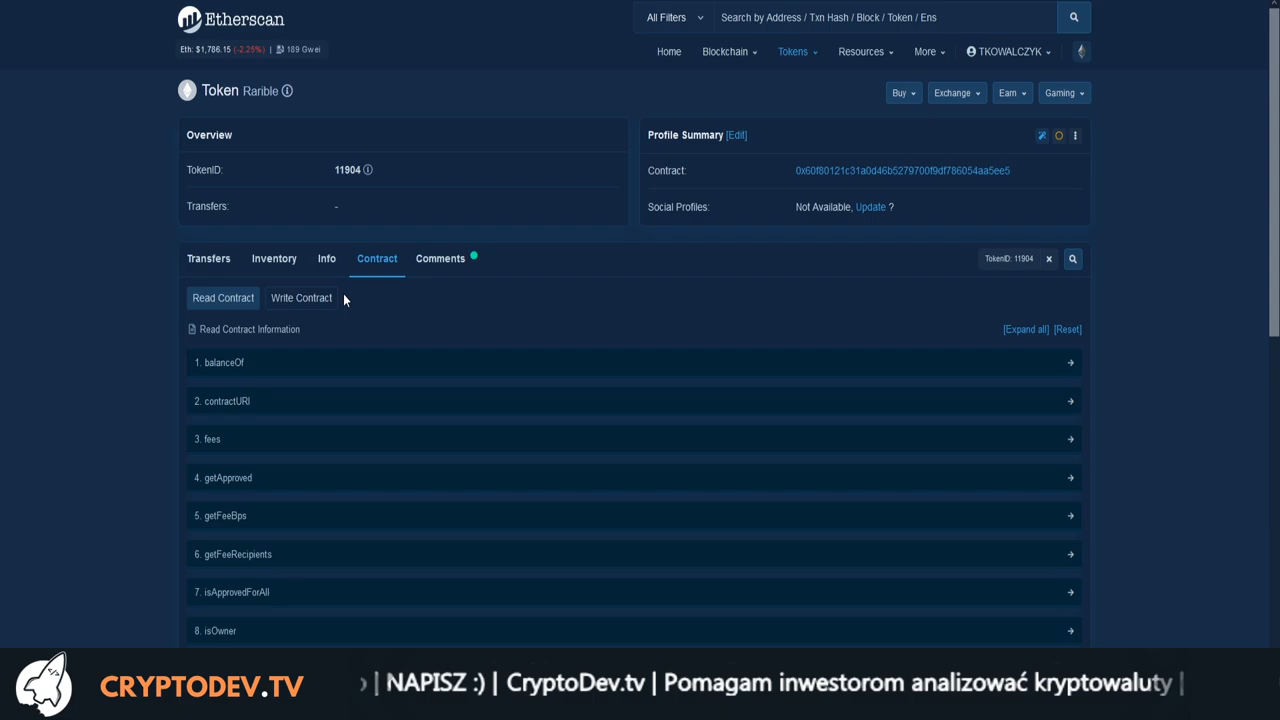 Etherscan
All Filters
Search by Address / Txn Hash / Block / Token / Ens
Eth: $1,786.15 (-2.25%) | 189 Gwei
Home
Blockchain
Tokens
Resources
More
TKOWALCZYK
Token Rarible
Buy
Exchange
Earn
Gaming
Overview
TokenID: 11904
Transfers: -
Profile Summary [Edit]
Contract: 0x60f80121c31a0d46b5279700f9df786054aa5ee5
Social Profiles: Not Available, Update ?
Transfers
Inventory
Info
Contract
Comments
TokenID: 11904 ×
Read Contract
Write Contract
Read Contract Information
[Expand all] [Reset]
1. balanceOf
2. contractURI
3. fees
4. getApproved
5. getFeeBps
6. getFeeRecipients
7. isApprovedForAll
8. isOwner
CRYPTODEV.TV
| NAPISZ :) | CryptoDev.tv | Pomagam inwestorom analizować kryptowaluty |